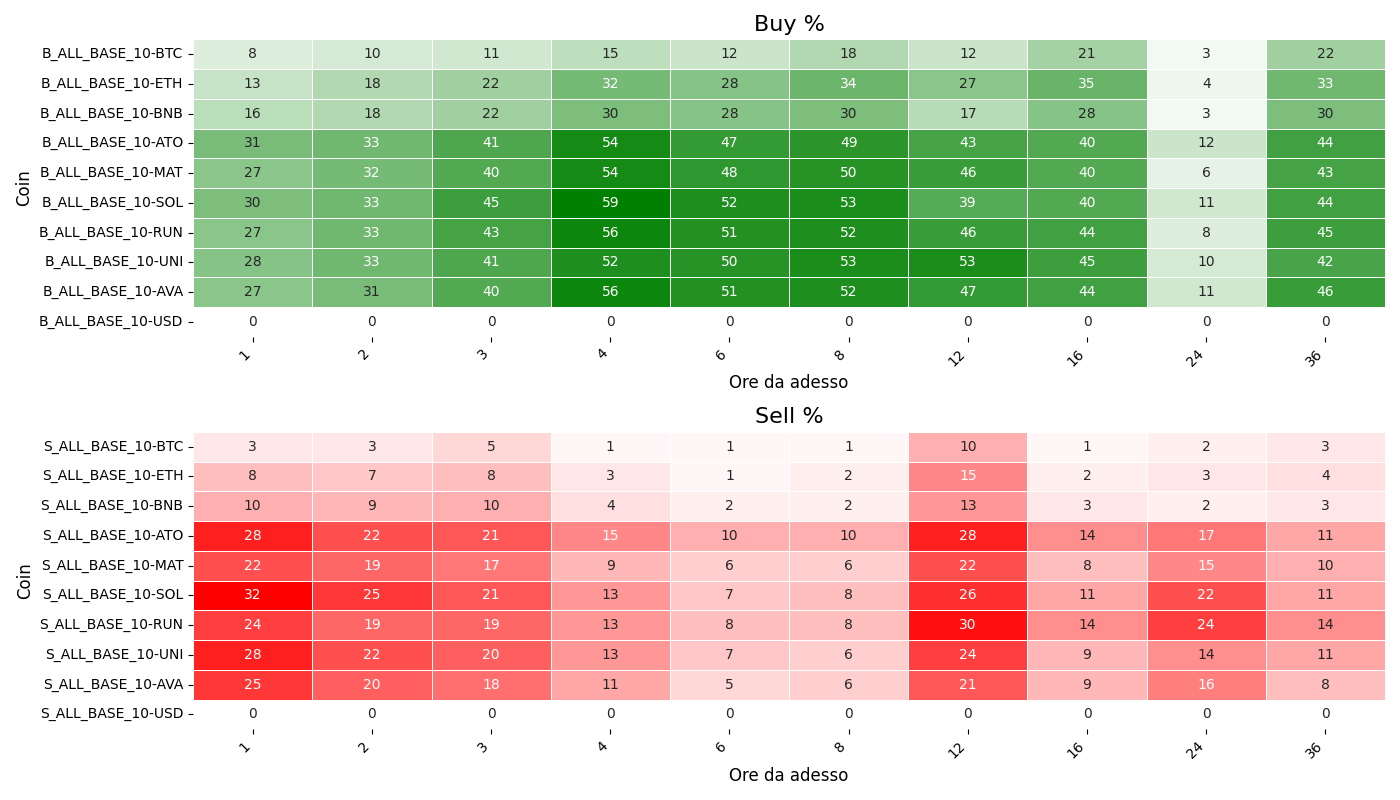 Buy %
Coin
B_ALL_BASE_10-BTC 8 10 11 15 12 18 12 21 3 22
B_ALL_BASE_10-ETH 13 18 22 32 28 34 27 35 4 33
B_ALL_BASE_10-BNB 16 18 22 30 28 30 17 28 3 30
B_ALL_BASE_10-ATO 31 33 41 54 47 49 43 40 12 44
B_ALL_BASE_10-MAT 27 32 40 54 48 50 46 40 6 43
B_ALL_BASE_10-SOL 30 33 45 59 52 53 39 40 11 44
B_ALL_BASE_10-RUN 27 33 43 56 51 52 46 44 8 45
B_ALL_BASE_10-UNI 28 33 41 52 50 53 53 45 10 42
B_ALL_BASE_10-AVA 27 31 40 56 51 52 47 44 11 46
B_ALL_BASE_10-USD 0 0 0 0 0 0 0 0 0 0
1 2 3 4 6 8 12 16 24 36
Ore da adesso
Sell %
Coin
S_ALL_BASE_10-BTC 3 3 5 1 1 1 10 1 2 3
S_ALL_BASE_10-ETH 8 7 8 3 1 2 15 2 3 4
S_ALL_BASE_10-BNB 10 9 10 4 2 2 13 3 2 3
S_ALL_BASE_10-ATO 28 22 21 15 10 10 28 14 17 11
S_ALL_BASE_10-MAT 22 19 17 9 6 6 22 8 15 10
S_ALL_BASE_10-SOL 32 25 21 13 7 8 26 11 22 11
S_ALL_BASE_10-RUN 24 19 19 13 8 8 30 14 24 14
S_ALL_BASE_10-UNI 28 22 20 13 7 6 24 9 14 11
S_ALL_BASE_10-AVA 25 20 18 11 5 6 21 9 16 8
S_ALL_BASE_10-USD 0 0 0 0 0 0 0 0 0 0
1 2 3 4 6 8 12 16 24 36
Ore da adesso